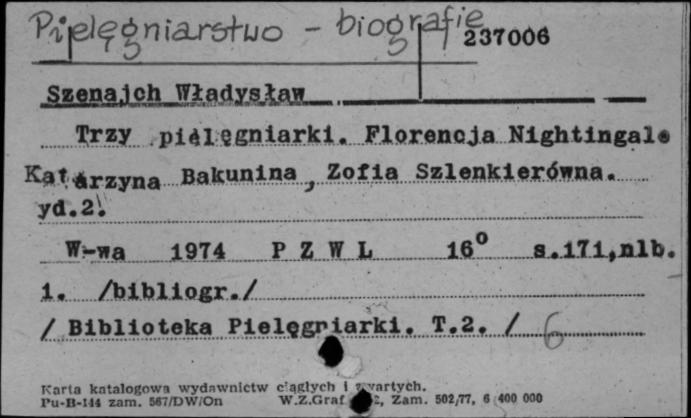 Pielęgniarstwo - biografie
237006
Szenajch Władysław
Trzy pielęgniarki. Florencja Nightingale
Katarzyna Bakunina, Zofia Szlenkierówna.
yd.2.
W-wa 1974 P Z W L 16° s.171,nlb.
1. /bibliogr./
/ Biblioteka Pielęgniarki. T.2. / 6
Karta katalogowa wydawnictw ciągłych i zwartych.
Pu-B-144 zam. 567/DW/On W.Z.Graf. Zam. 502/77, 6 400 000